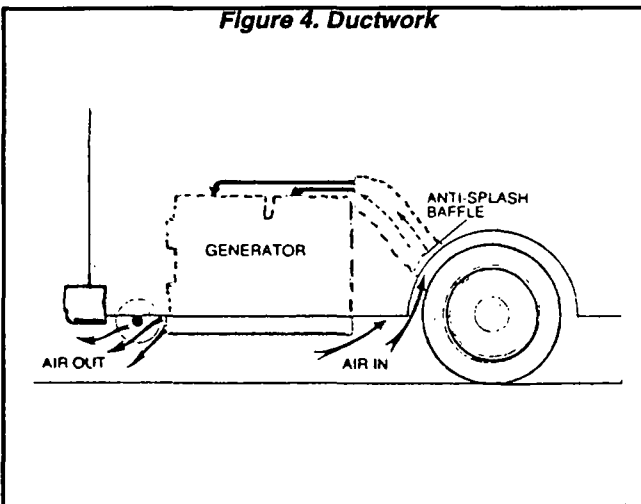 Figure 4. Ductwork
ANTI-SPLASH
BAFFLE
GENERATOR
AIR OUT
AIR IN